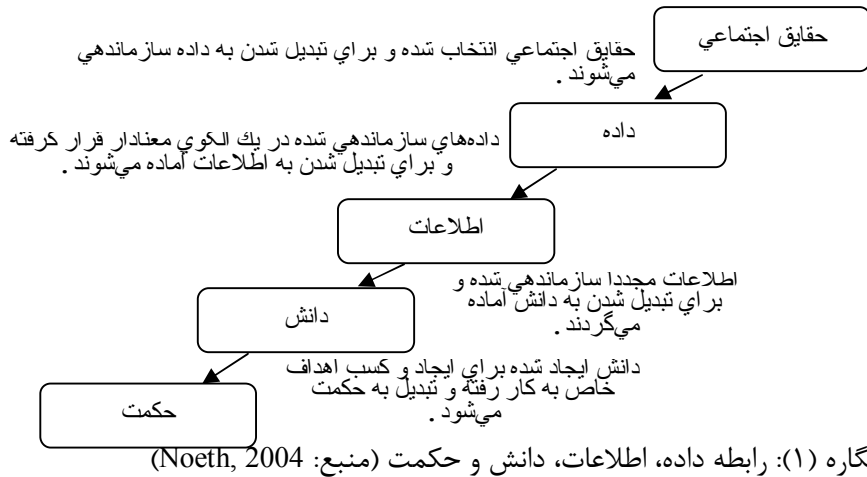 حقايق اجتماعي
حقايق اجتماعي انتخاب شده و براي تبديل شدن به داده سازماندهي
مي‌شوند .
داده
داده‌هاي سازماندهي شده در يك الگوي معنادار قرار گرفته
و براي تبديل شدن به اطلاعات آماده مي‌شوند .
اطلاعات
اطلاعات مجددا سازماندهي شده و
براي تبديل شدن به دانش آماده
مي‌گردند .
دانش
دانش ايجاد شده براي ايجاد و كسب اهداف
خاص به كار رفته و تبديل به حكمت
مي‌شود .
حكمت
نگاره (۱): رابطه داده، اطلاعات، دانش و حکمت (منبع: Noeth, 2004)